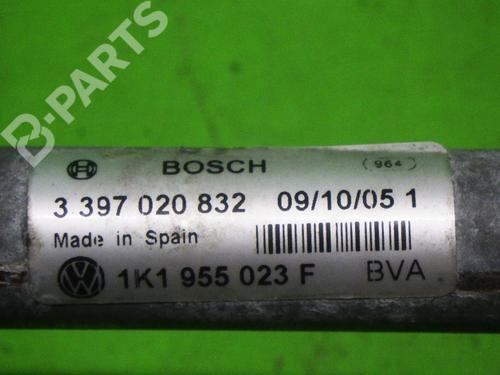 B-PARTS
BOSCH (964)
3 397 020 832 09/10/05 1
Made in Spain
1K1 955 023 F BVA